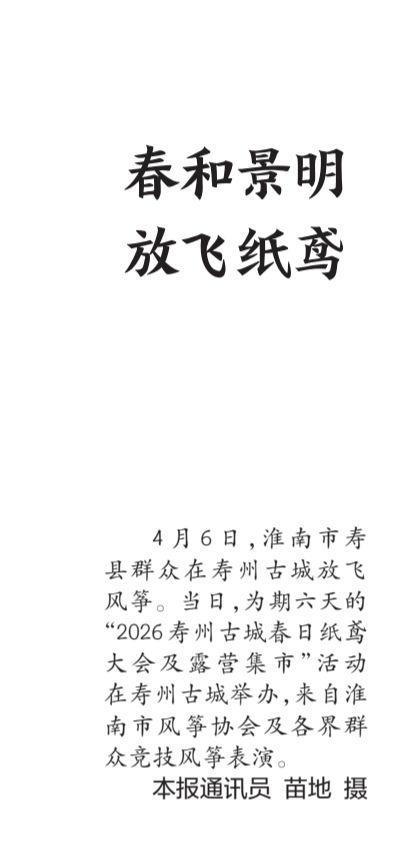 春和景明
放飞纸鸢
4月6日,淮南市寿
县群众在寿州古城放飞
风筝。当日,为期六天的
“2026寿州古城春日纸鸢
大会及露营集市”活动
在寿州古城举办,来自淮
南市风筝协会及各界群
众竞技风筝表演。
本报通讯员 苗地 摄